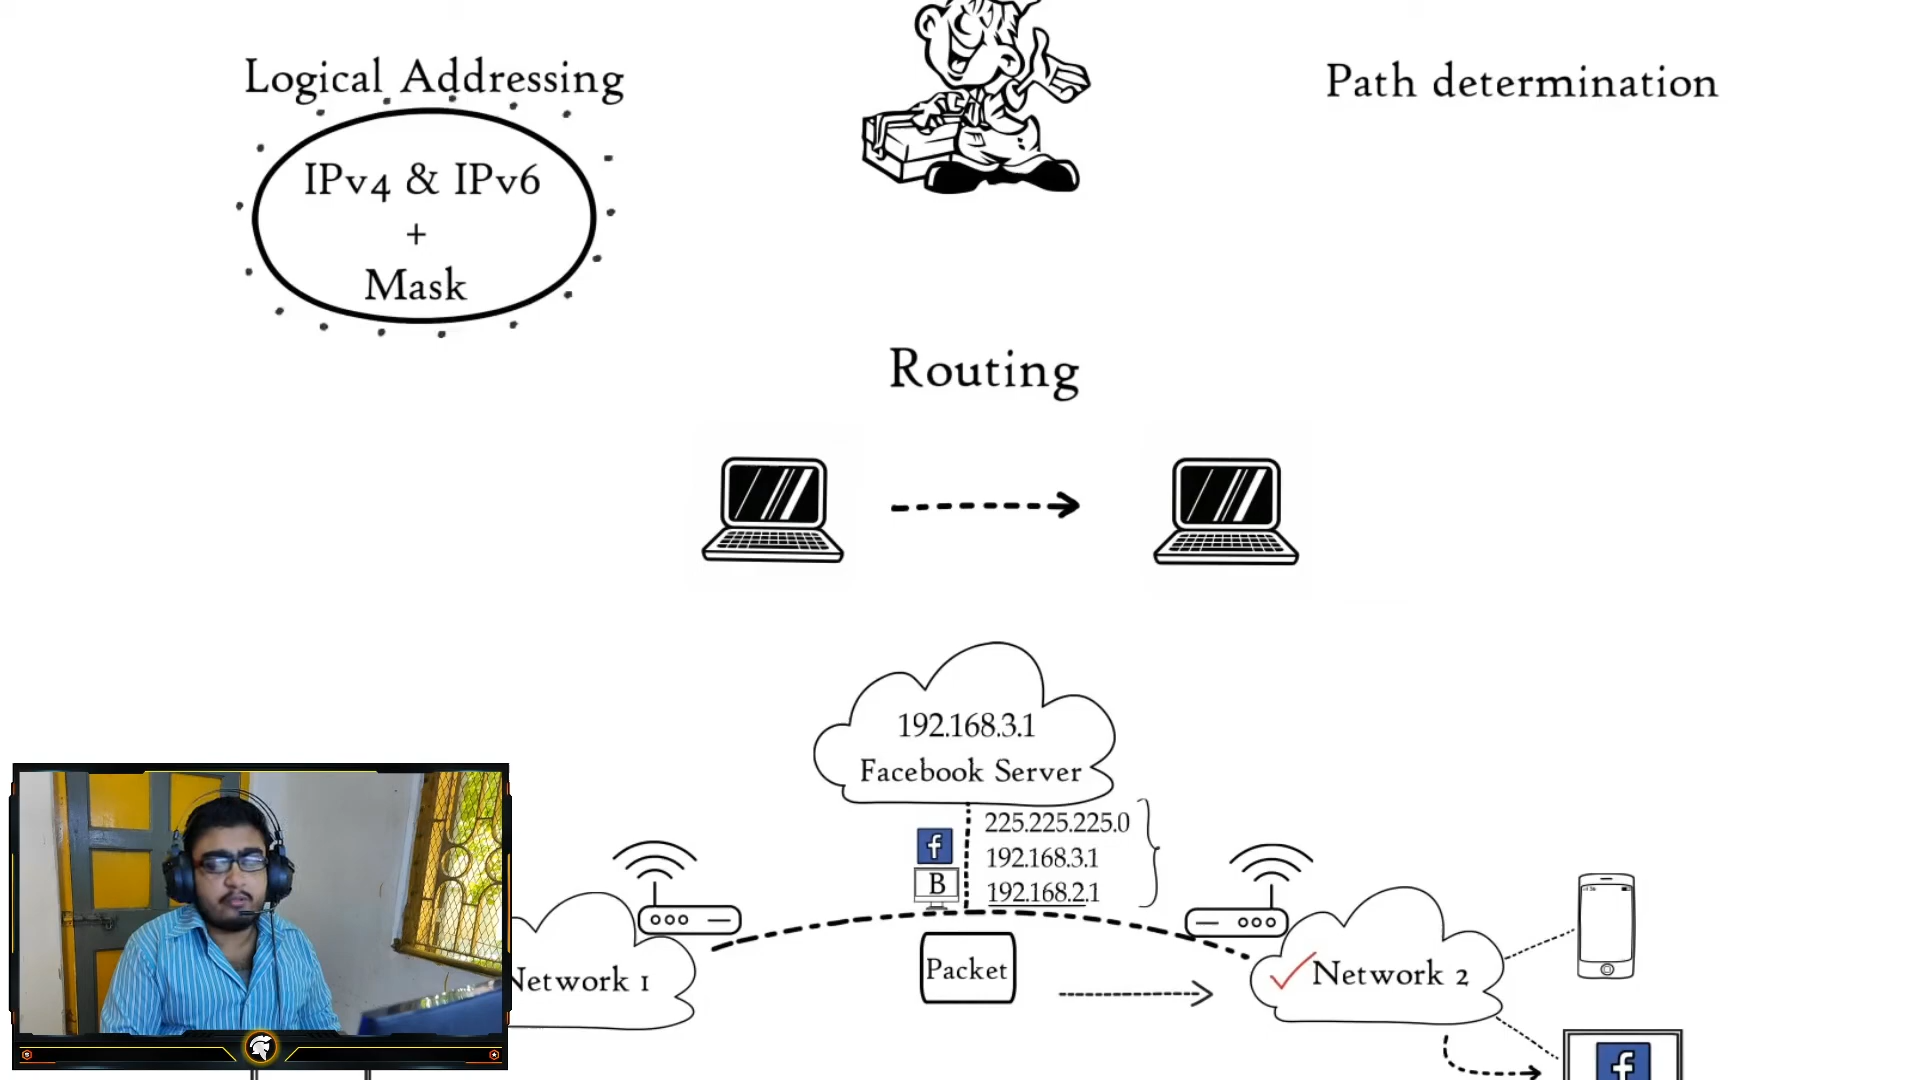 Logical Addressing
Path determination
IPv4 & IPv6
+
Mask
Routing
192.168.3.1
Facebook Server
225.225.225.0
f
192.168.3.1
B
192.168.2.1
Packet
Network 1
Network 2
f